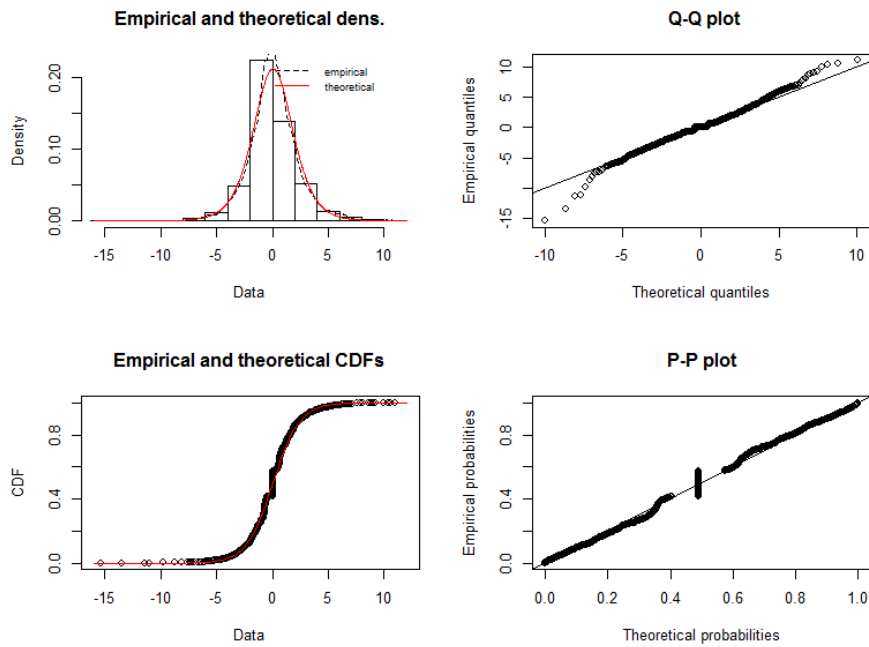 Empirical and theoretical dens.
Density
0.00 0.10 0.20
empirical
theoretical
-15 -10 -5 0 5 10
Data
Q-Q plot
Empirical quantiles
-15 -5 0 5 10
-10 -5 0 5 10
Theoretical quantiles
Empirical and theoretical CDFs
CDF
0.0 0.4 0.8
-15 -10 -5 0 5 10
Data
P-P plot
Empirical probabilities
0.0 0.4 0.8
0.0 0.2 0.4 0.6 0.8 1.0
Theoretical probabilities